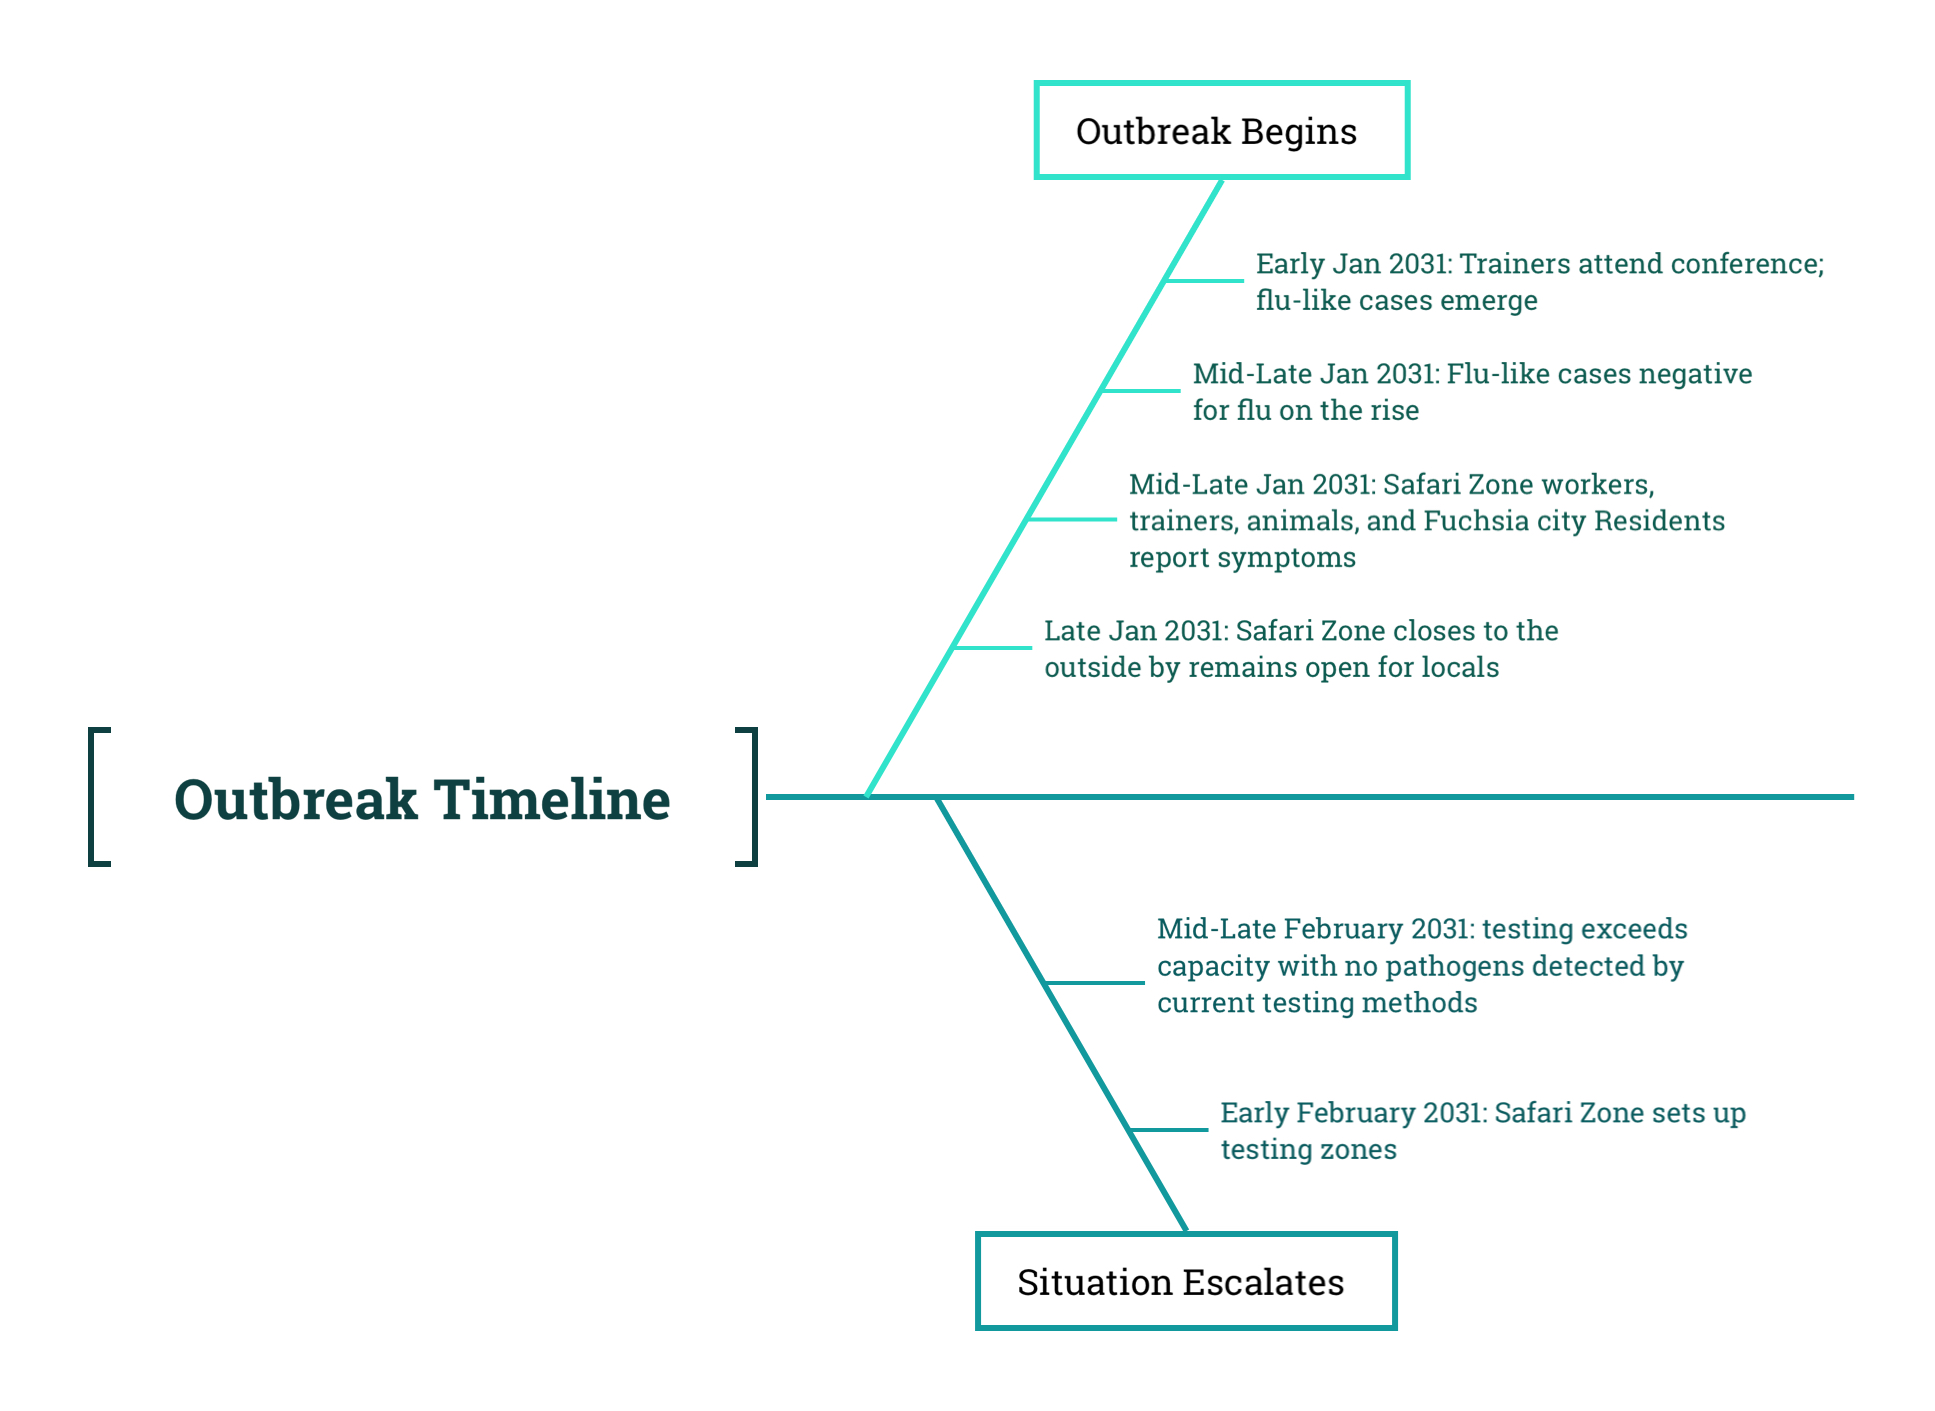 Outbreak Begins
Early Jan 2031: Trainers attend conference;
flu-like cases emerge
Mid-Late Jan 2031: Flu-like cases negative
for flu on the rise
Mid-Late Jan 2031: Safari Zone workers,
trainers, animals, and Fuchsia city Residents
report symptoms
Late Jan 2031: Safari Zone closes to the
outside by remains open for locals
Outbreak Timeline
Mid-Late February 2031: testing exceeds
capacity with no pathogens detected by
current testing methods
Early February 2031: Safari Zone sets up
testing zones
Situation Escalates